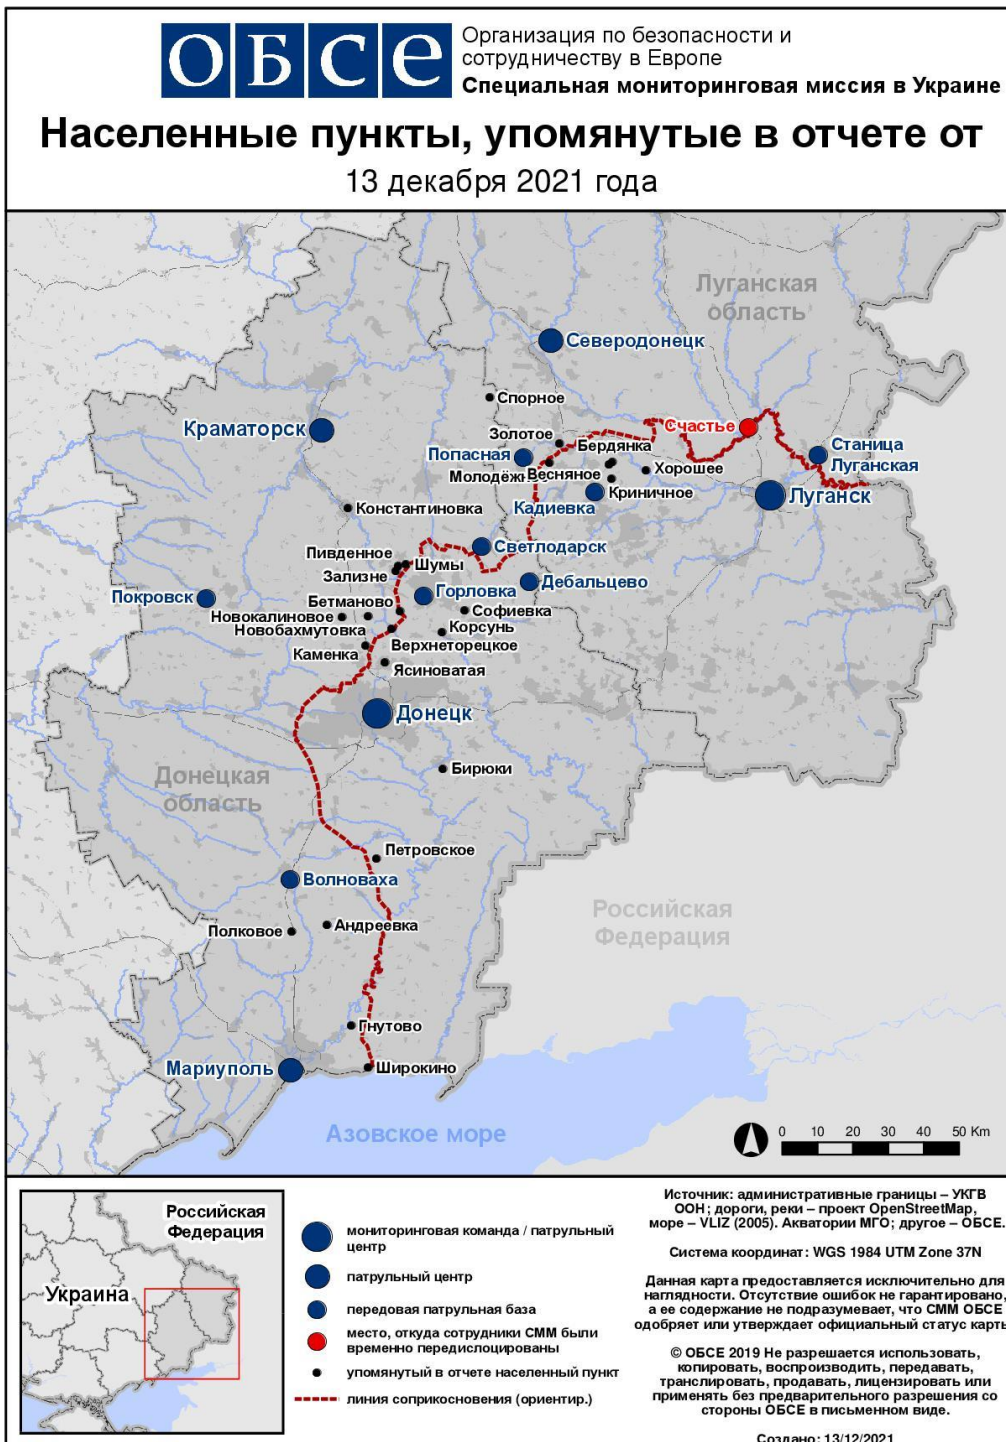 ОБСЕ
Организация по безопасности и
сотрудничеству в Европе
Специальная мониторинговая миссия в Украине
Населенные пункты, упомянутые в отчете от
13 декабря 2021 года
Луганская
область
Северодонецк
Спорное
Краматорск
Счастье
Золотое
Бердянка
Станица
Луганская
Попасная
Весняное
Хорошее
Криничное
Луганск
Кадиевка
Константиновка
Светлодарск
Пивденное
Шумы
Зализне
Дебальцево
Покровск
Горловка
Бетманово
Софиевка
Новокалиновое
Новобахмутовка
Корсунь
Верхнеторецкое
Каменка
Ясиноватая
Донецк
Донецкая
область
Бирюки
Петровское
Волноваха
Российская
Федерация
Полковое
Андреевка
Гнутово
Мариуполь
Широкино
Азовское море
0 10 20 30 40 50 Km
Российская
Федерация
Украина
мониторинговая команда / патрульный
центр
патрульный центр
передовая патрульная база
место, откуда сотрудники СММ были
временно передислоцированы
упомянутый в отчете населенный пункт
линия соприкосновения (ориентир.)
Источник: административные границы – УКГВ
ООН; дороги, реки – проект OpenStreetMap,
море – VLIZ (2005). Акватории МГО; другое – ОБСЕ.
Система координат: WGS 1984 UTM Zone 37N
Данная карта предоставляется исключительно для
наглядности. Отсутствие ошибок не гарантировано,
а ее содержание не подразумевает, что СММ ОБСЕ
одобряет или утверждает официальный статус карты
© ОБСЕ 2019 Не разрешается использовать,
копировать, воспроизводить, передавать,
транслировать, продавать, лицензировать или
применять без предварительного разрешения со
стороны ОБСЕ в письменном виде.
Создано: 13/12/2021